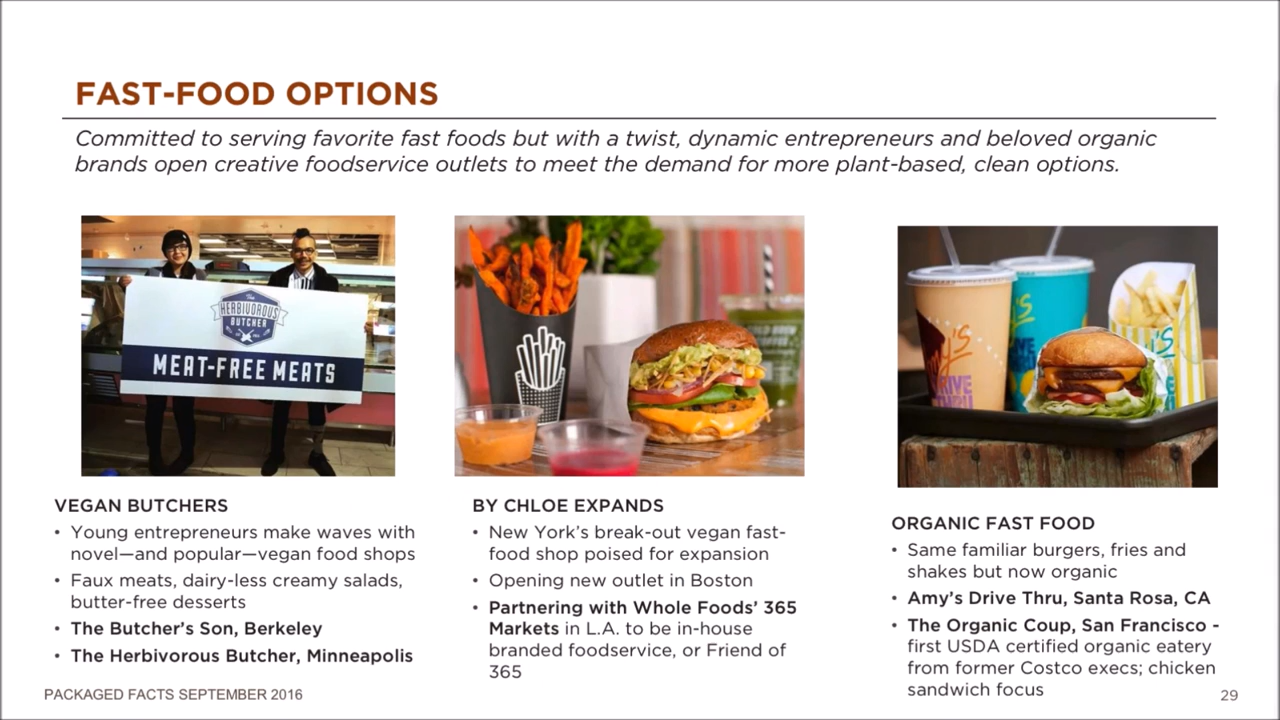 FAST-FOOD OPTIONS
Committed to serving favorite fast foods but with a twist, dynamic entrepreneurs and beloved organic
brands open creative foodservice outlets to meet the demand for more plant-based, clean options.
The
HERBIVOROUS
BUTCHER
MEAT-FREE MEATS
COLD BREW
COFFEE
DRIVE
THRU
VEGAN BUTCHERS
• Young entrepreneurs make waves with
novel—and popular—vegan food shops
• Faux meats, dairy-less creamy salads,
butter-free desserts
• The Butcher's Son, Berkeley
• The Herbivorous Butcher, Minneapolis
BY CHLOE EXPANDS
• New York's break-out vegan fast-
food shop poised for expansion
• Opening new outlet in Boston
• Partnering with Whole Foods' 365
Markets in L.A. to be in-house
branded foodservice, or Friend of
365
ORGANIC FAST FOOD
• Same familiar burgers, fries and
shakes but now organic
• Amy's Drive Thru, Santa Rosa, CA
• The Organic Coup, San Francisco -
first USDA certified organic eatery
from former Costco execs; chicken
sandwich focus
PACKAGED FACTS SEPTEMBER 2016
29